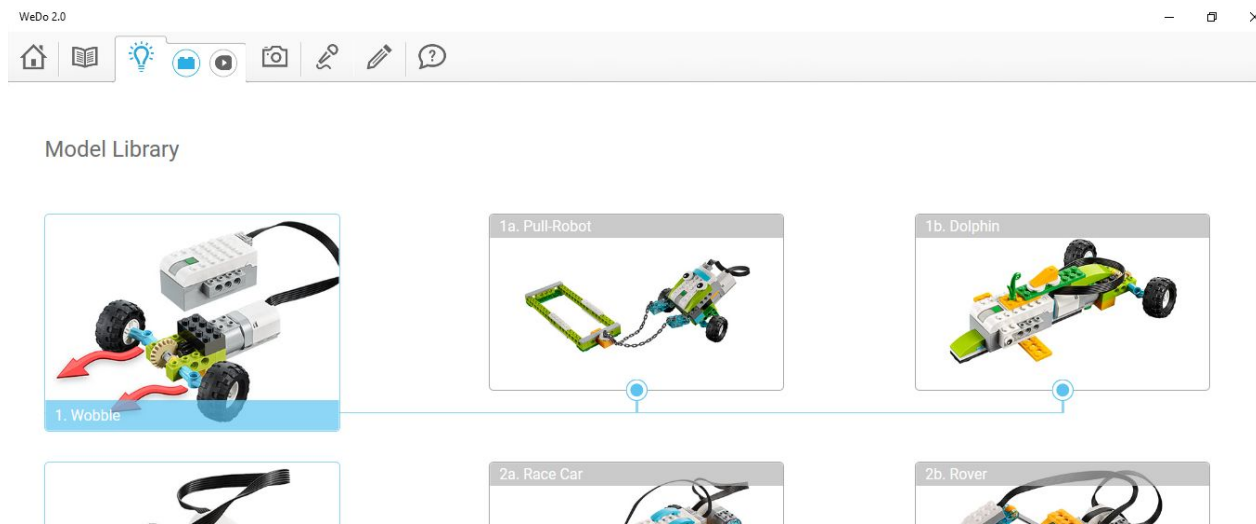 WeDo 2.0
Model Library
1a. Pull-Robot
1b. Dolphin
1. Wobble
2a. Race Car
2b. Rover